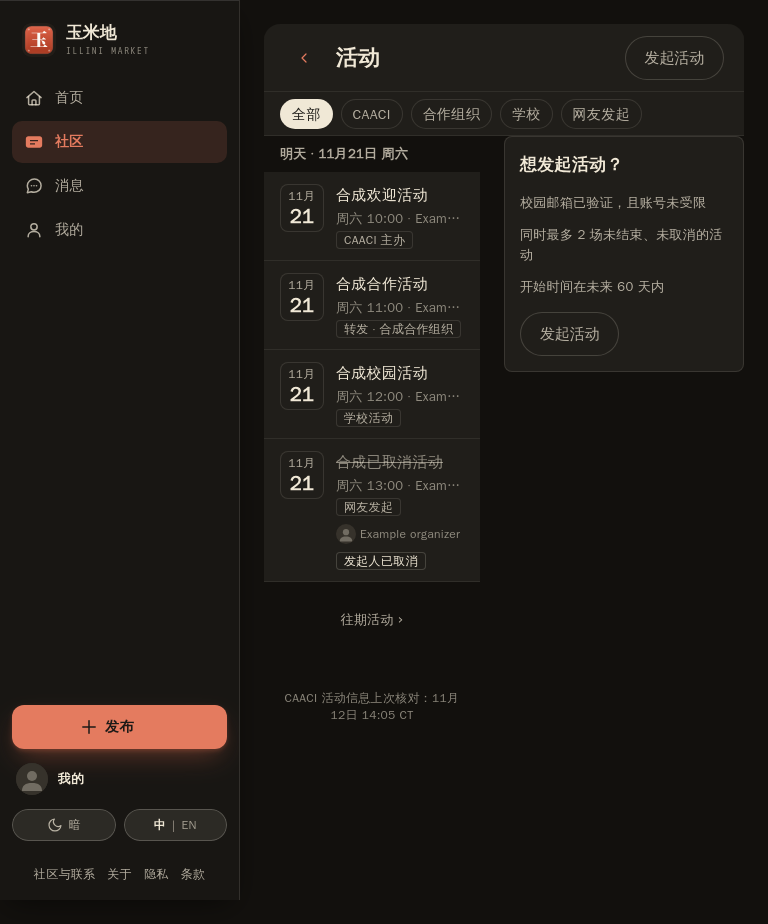 玉米地
ILLINI MARKET
首页
社区
消息
我的
发布
我的
暗
中 | EN
社区与联系 关于 隐私 条款
活动
发起活动
全部 CAACI 合作组织 学校 网友发起
明天 · 11月21日 周六
11月
21
合成欢迎活动
周六 10:00 · Exam…
CAACI 主办
11月
21
合成合作活动
周六 11:00 · Exam…
转发 · 合成合作组织
11月
21
合成校园活动
周六 12:00 · Exam…
学校活动
11月
21
合成已取消活动
周六 13:00 · Exam…
网友发起
Example organizer
发起人已取消
往期活动 ›
CAACI 活动信息上次核对：11月
12日 14:05 CT
想发起活动？
校园邮箱已验证，且账号未受限
同时最多 2 场未结束、未取消的活
动
开始时间在未来 60 天内
发起活动